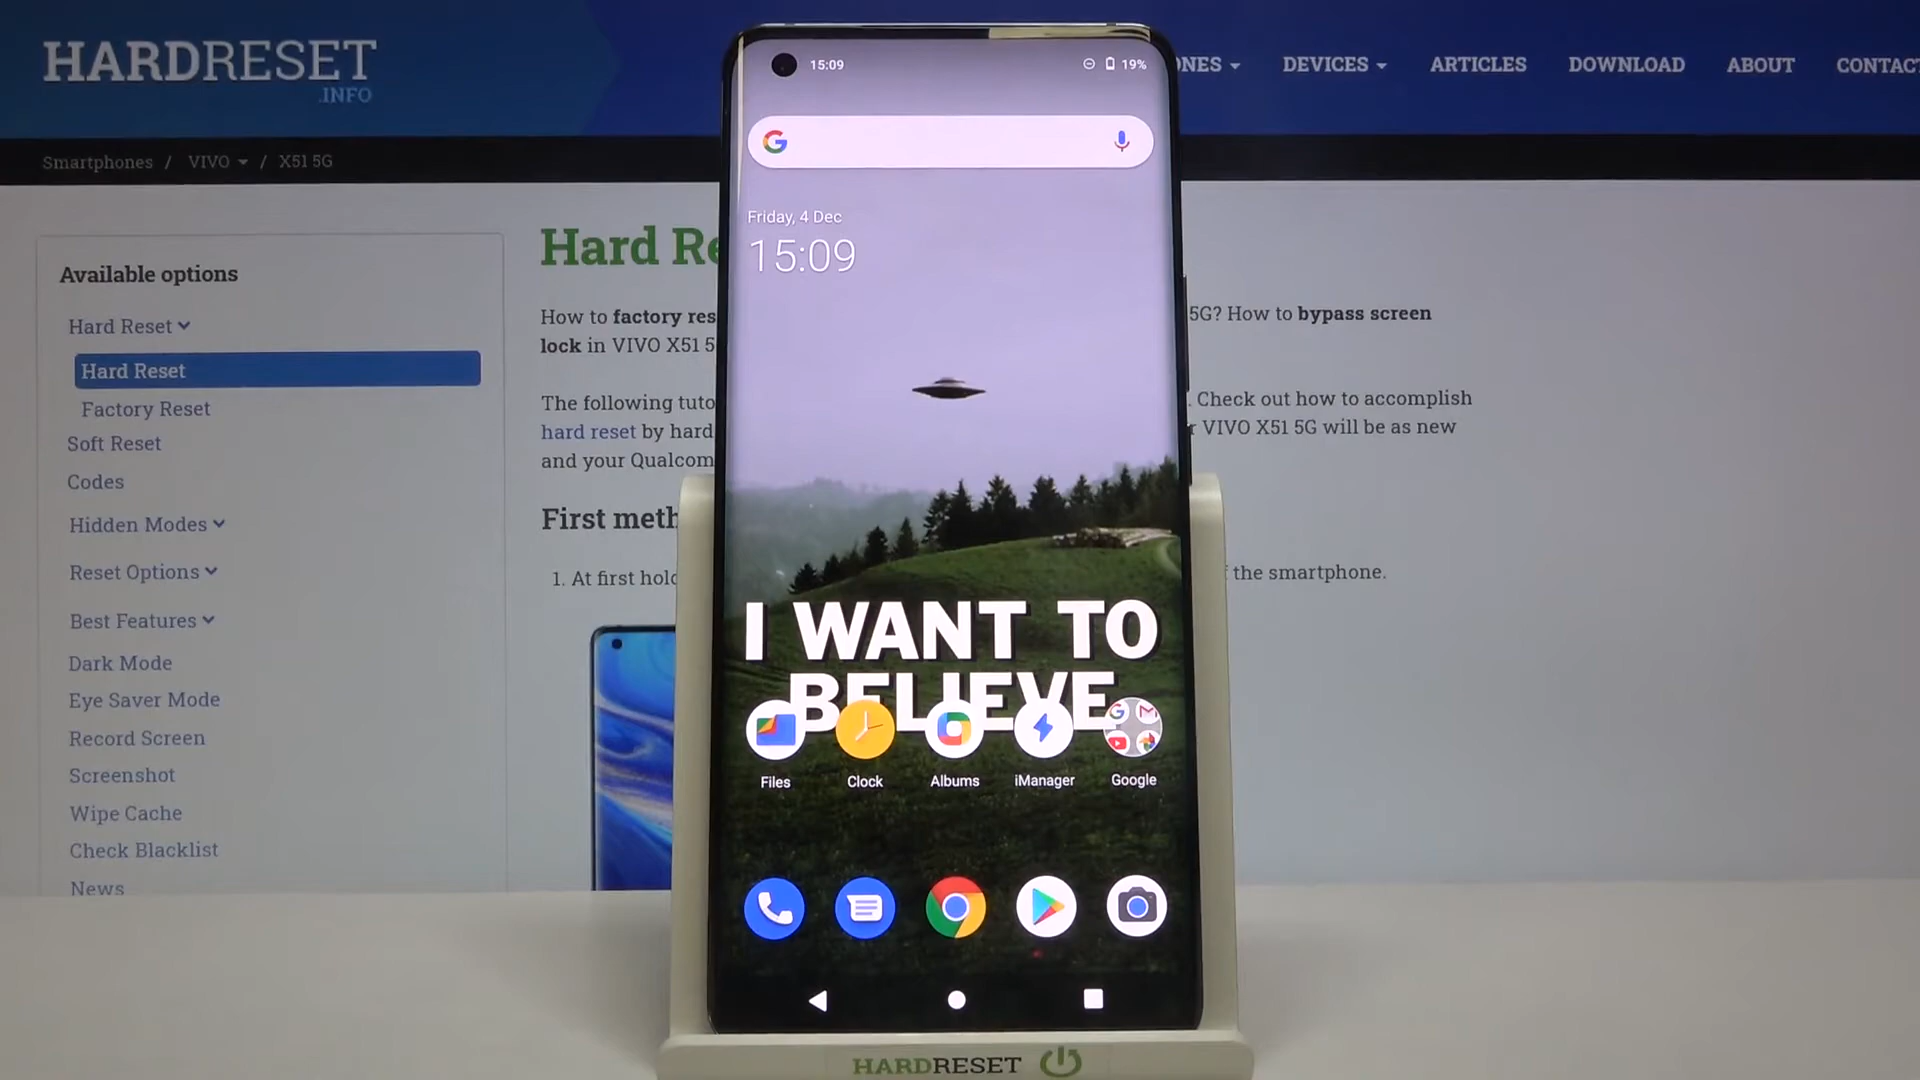 HARDRESET
.INFO
NES
DEVICES
ARTICLES
DOWNLOAD
ABOUT
CONTACT
Smartphones / VIVO / X51 5G
Available options
Hard Reset
Hard Reset
Factory Reset
Soft Reset
Codes
Hidden Modes
Reset Options
Best Features
Dark Mode
Eye Saver Mode
Record Screen
Screenshot
Wipe Cache
Check Blacklist
News
Hard Re
How to factory res
5G? How to bypass screen
lock in VIVO X51 5
The following tuto
. Check out how to accomplish
hard reset by hard
r VIVO X51 5G will be as new
and your Qualcom
First meth
1. At first hold
f the smartphone.
15:09
19%
Friday, 4 Dec
15:09
I WANT TO
BELIEVE
Files
Clock
Albums
iManager
Google
HARDRESET